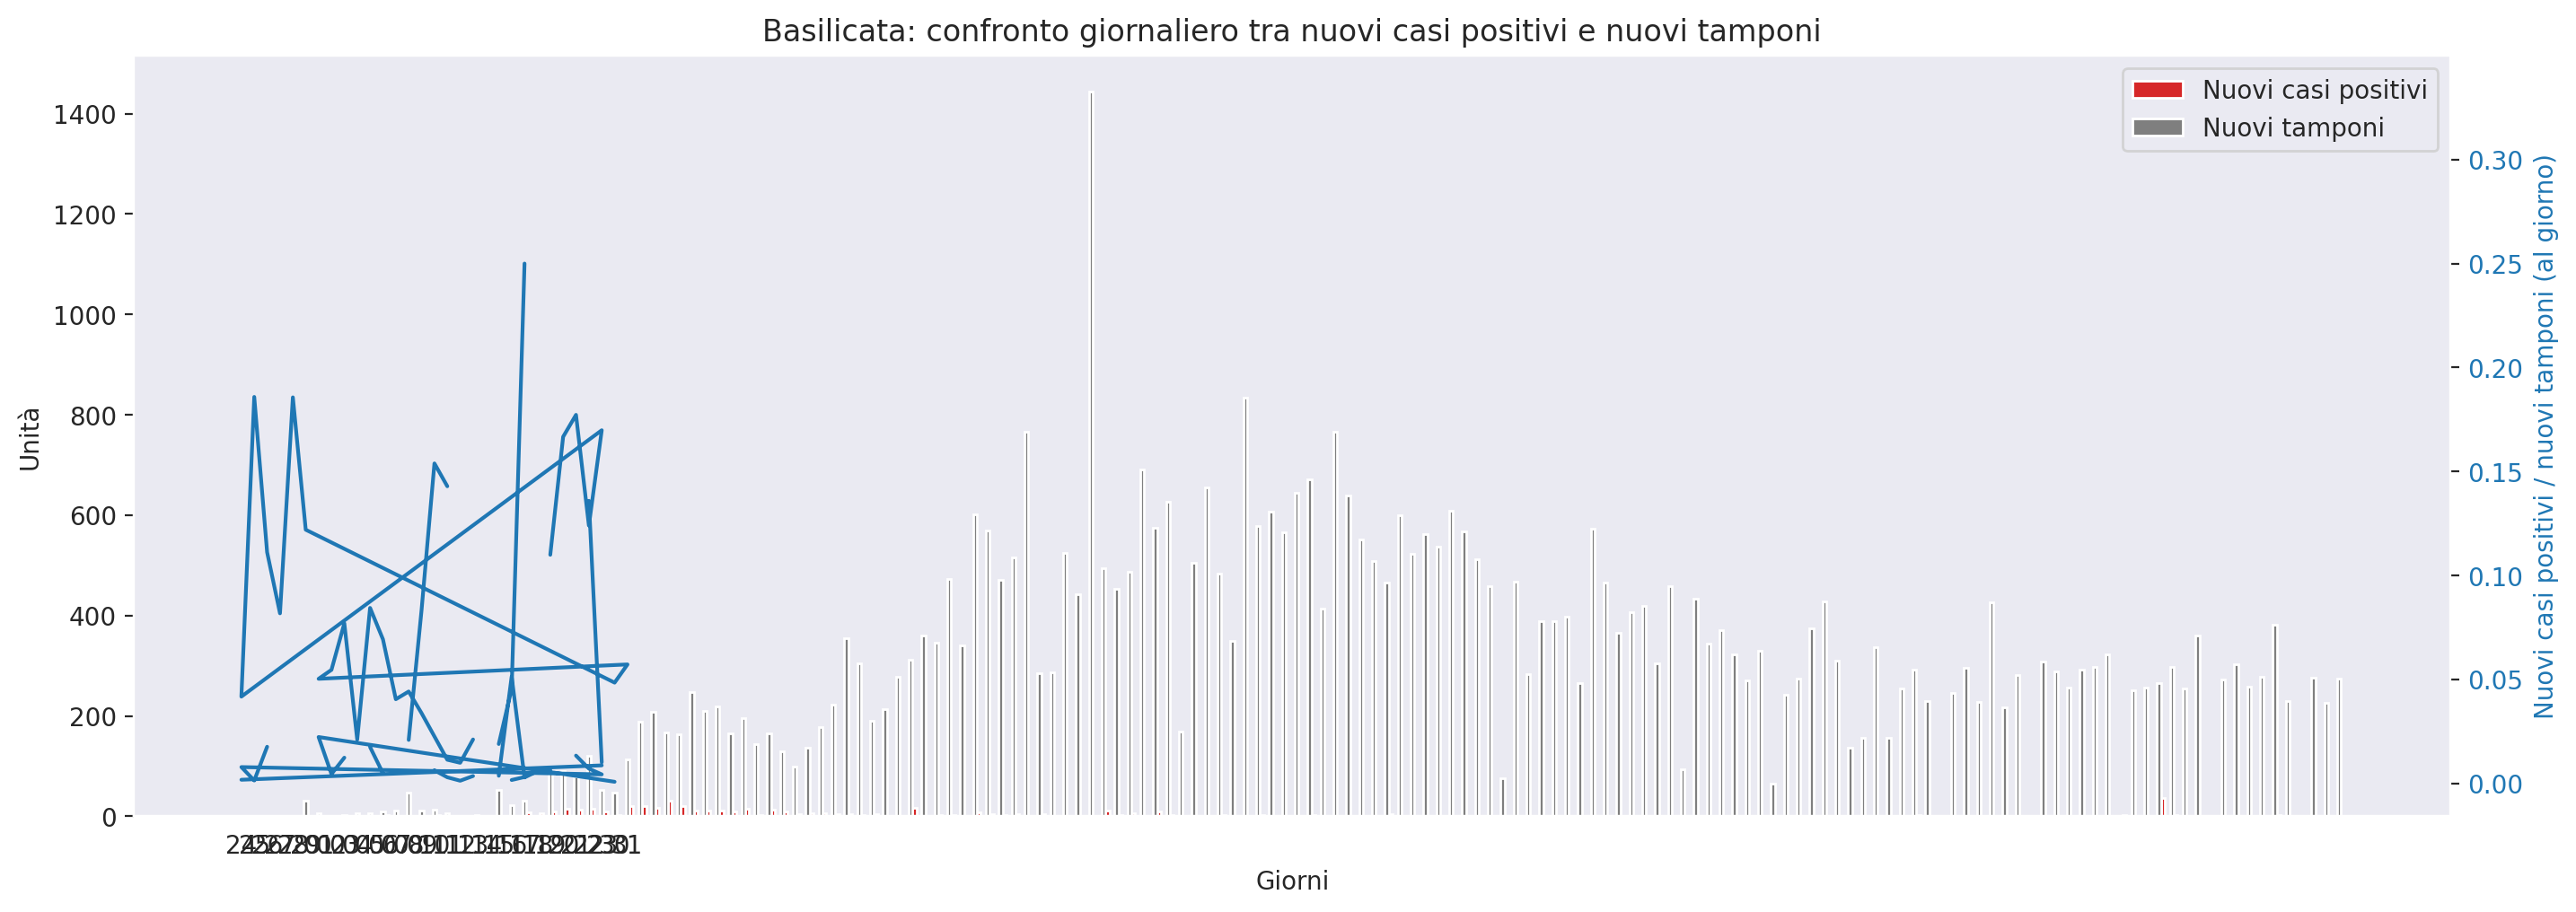 Basilicata: confronto giornaliero tra nuovi casi positivi e nuovi tamponi
Nuovi casi positivi
Nuovi tamponi
1400
1200
1000
800
600
400
200
0
Unità
0.30
0.25
0.20
0.15
0.10
0.05
0.00
Nuovi casi positivi / nuovi tamponi (al giorno)
Giorni